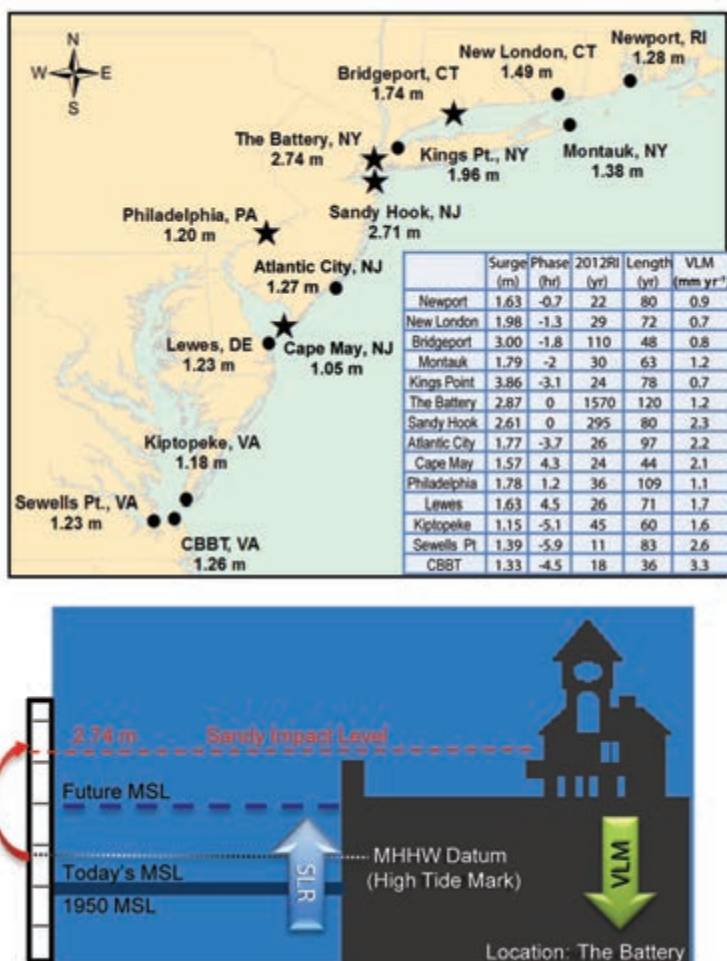 N
W E
S
Newport, RI
1.28 m
New London, CT
1.49 m
Bridgeport, CT
1.74 m
The Battery, NY
2.74 m
Kings Pt., NY
1.96 m
Montauk, NY
1.38 m
Sandy Hook, NJ
2.71 m
Philadelphia, PA
1.20 m
Atlantic City, NJ
1.27 m
Lewes, DE
1.23 m
Cape May, NJ
1.05 m
Kiptopeke, VA
1.18 m
Sewells Pt., VA
1.23 m
CBBT, VA
1.26 m
Surge Phase 2012RI Length VLM
(m) (hr) (yr) (yr) (mm yr⁻¹)
Newport 1.63 -0.7 22 80 0.9
New London 1.98 -1.3 29 72 0.7
Bridgeport 3.00 -1.8 110 48 0.8
Montauk 1.79 -2 30 63 1.2
Kings Point 3.86 -3.1 24 78 0.7
The Battery 2.87 0 1570 120 1.2
Sandy Hook 2.61 0 295 80 2.3
Atlantic City 1.77 -3.7 26 97 2.2
Cape May 1.57 4.3 24 44 2.1
Philadelphia 1.78 1.2 36 109 1.1
Lewes 1.63 4.5 26 71 1.7
Kiptopeke 1.15 -5.1 45 60 1.6
Sewells Pt 1.39 -5.9 11 83 2.6
CBBT 1.33 -4.5 18 36 3.3
2.74 m Sandy Impact Level
Future MSL
MHHW Datum
(High Tide Mark)
Today's MSL
1950 MSL
SLR
VLM
Location: The Battery